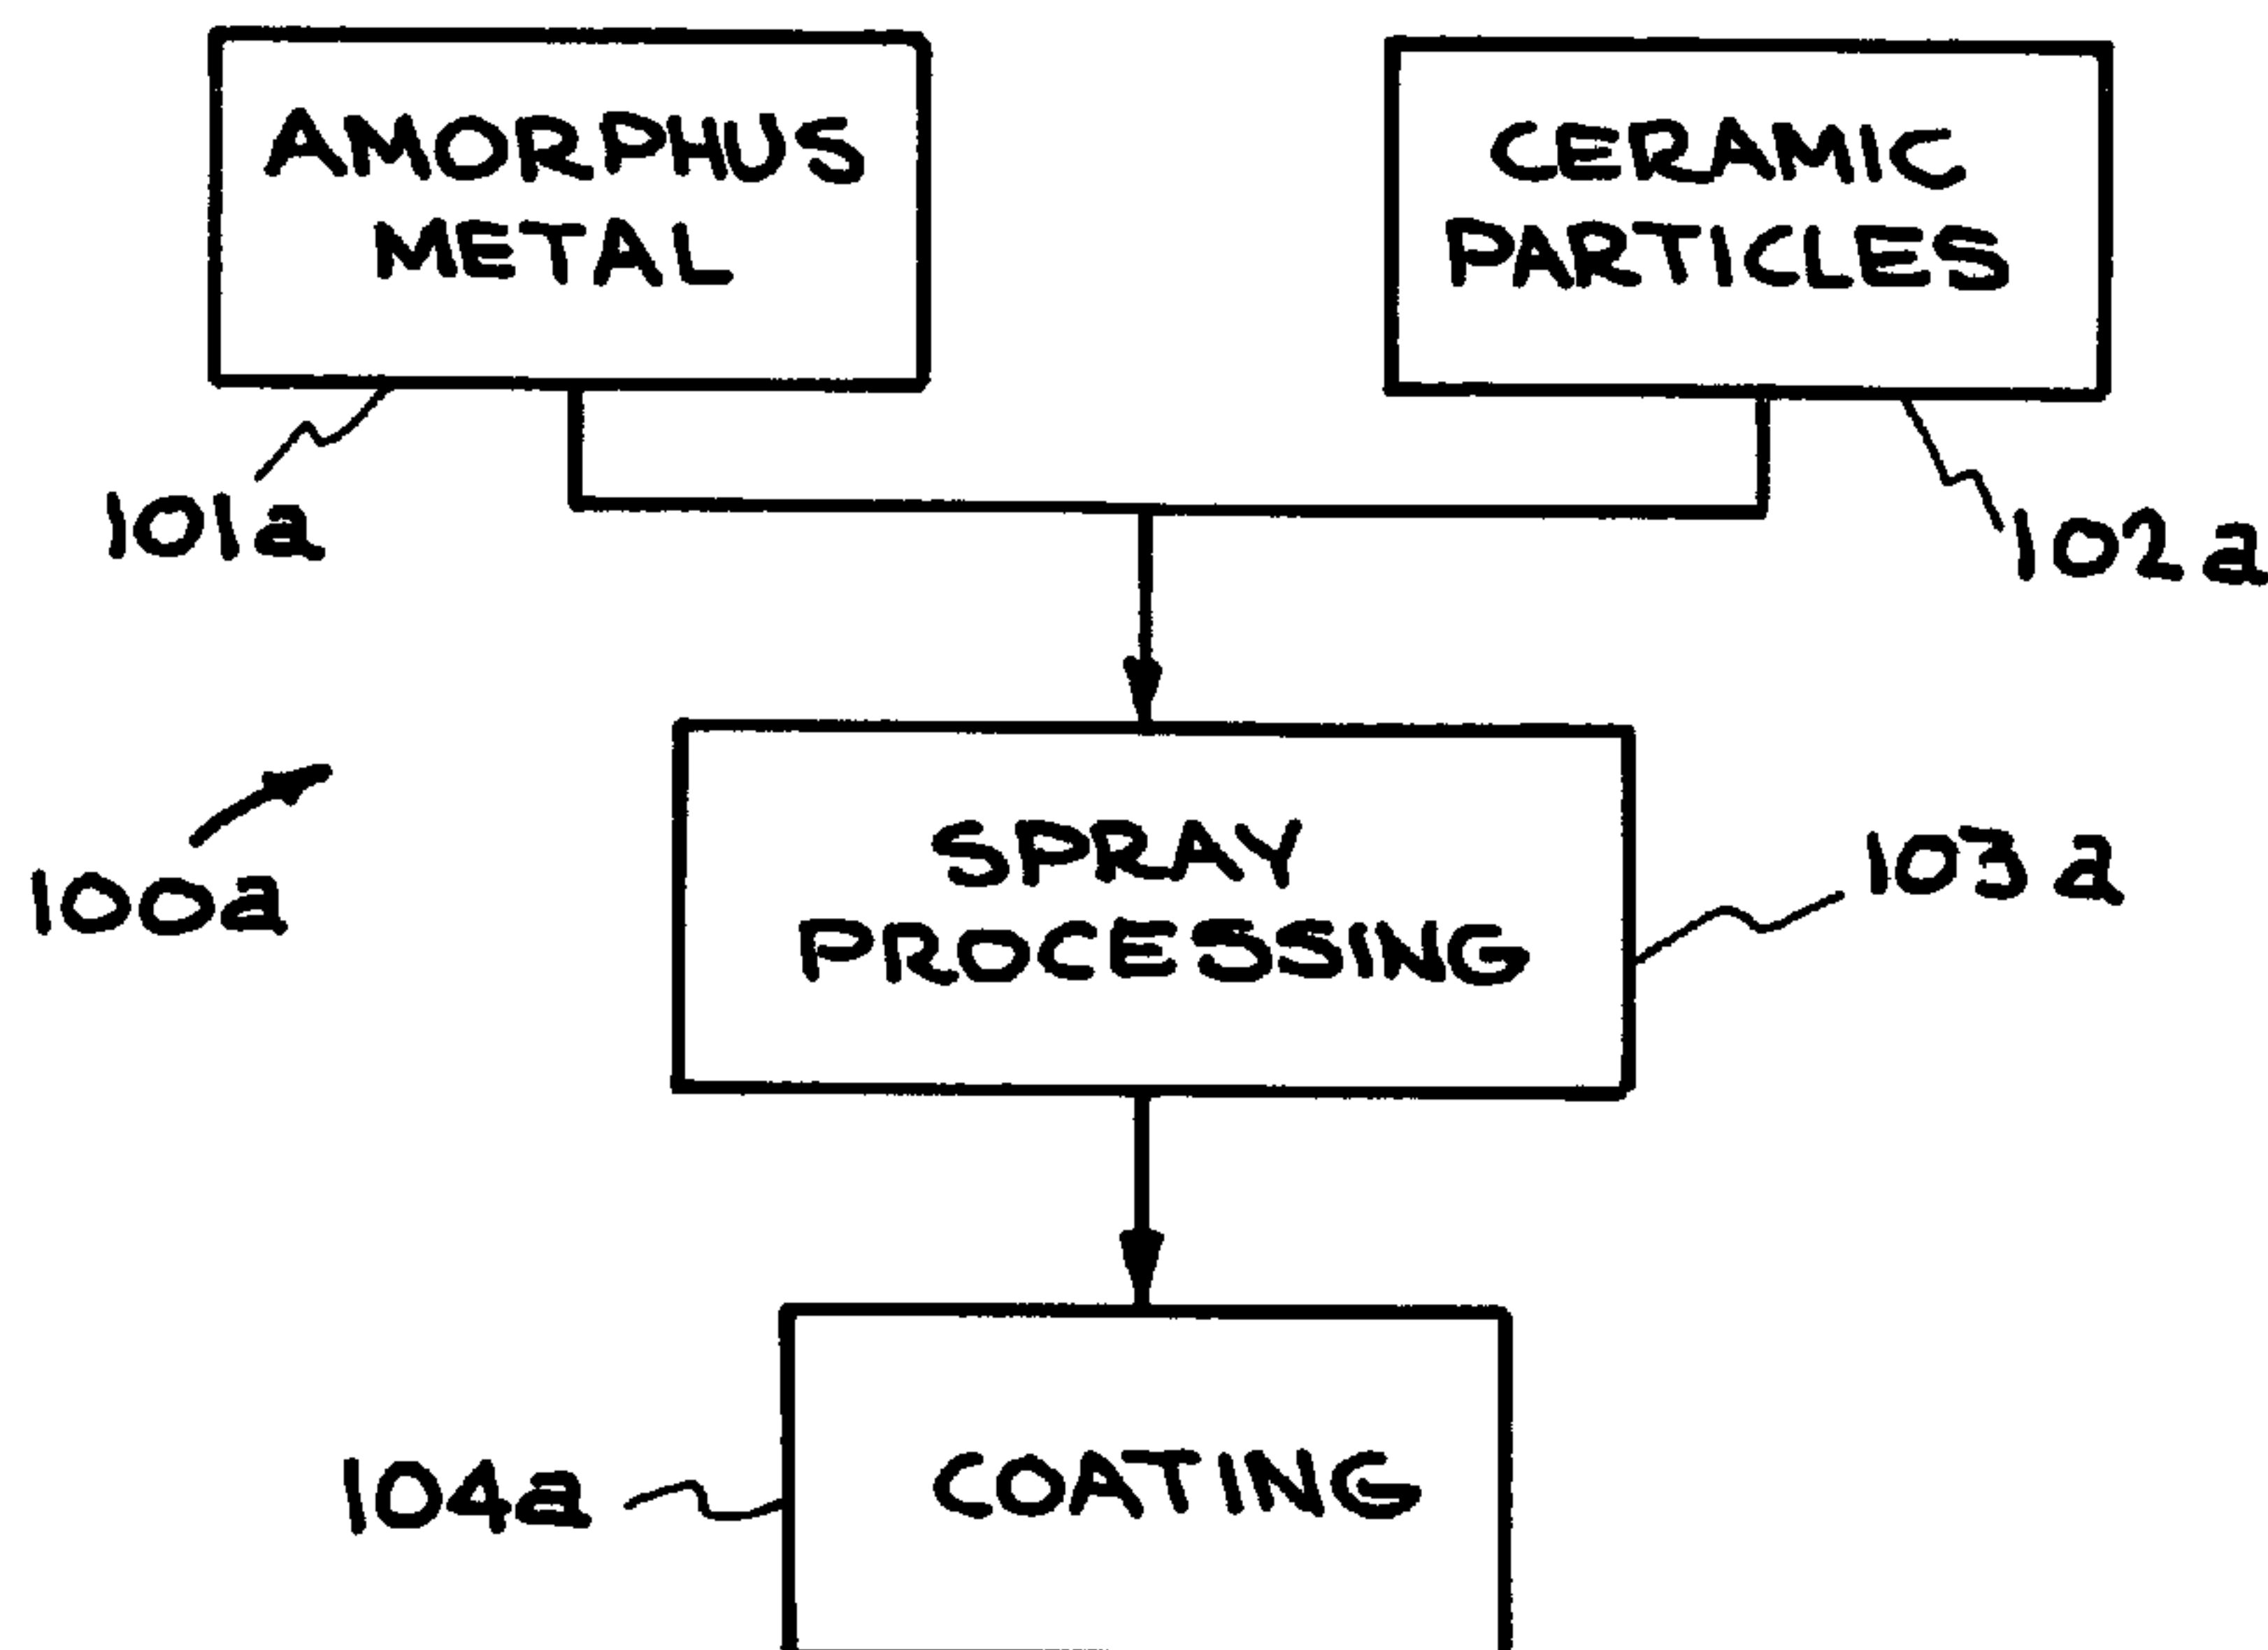 AMORPHUS
METAL
CERAMIC
PARTICLES
101a
102a
SPRAY
PROCESSING
100a
103a
COATING
104a